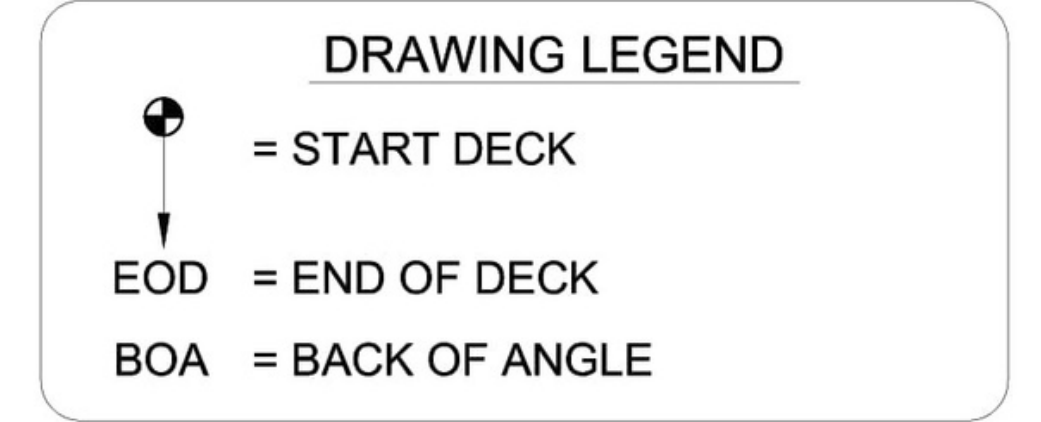 DRAWING LEGEND
= START DECK
EOD = END OF DECK
BOA = BACK OF ANGLE